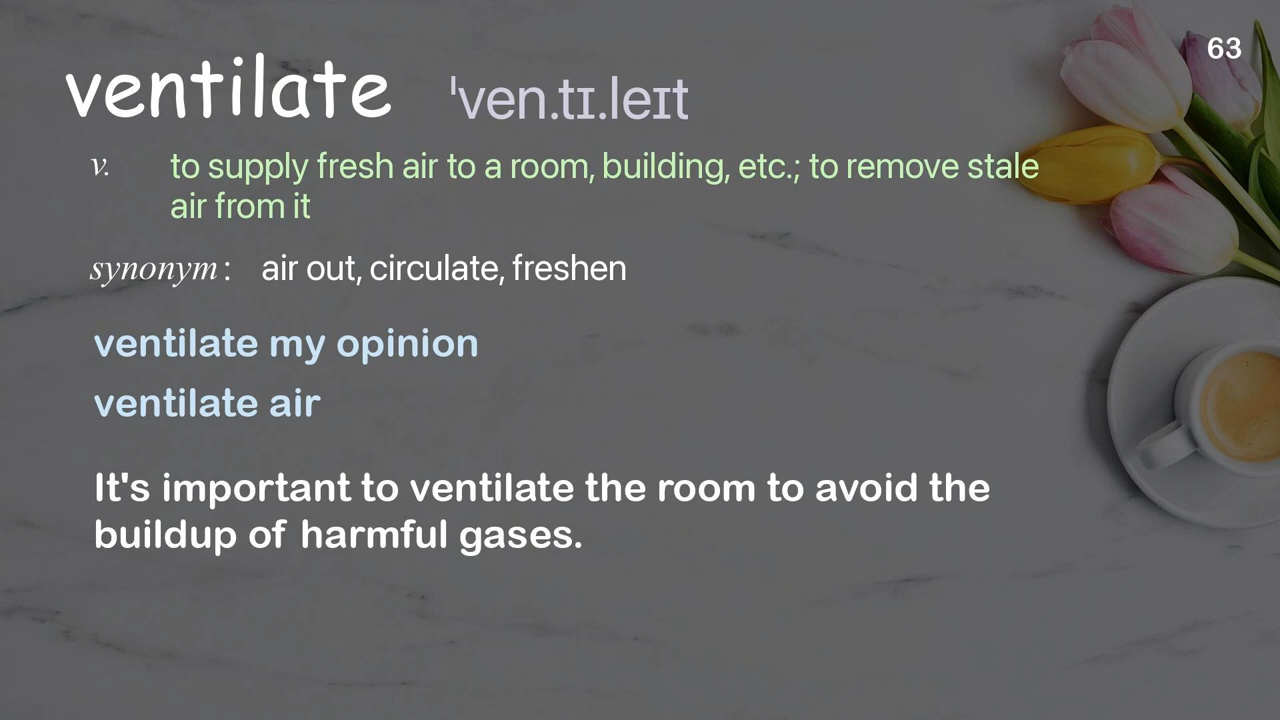 63
ventilate ˈven.tɪ.leɪt
v. to supply fresh air to a room, building, etc.; to remove stale
air from it
synonym : air out, circulate, freshen
ventilate my opinion
ventilate air
It's important to ventilate the room to avoid the
buildup of harmful gases.